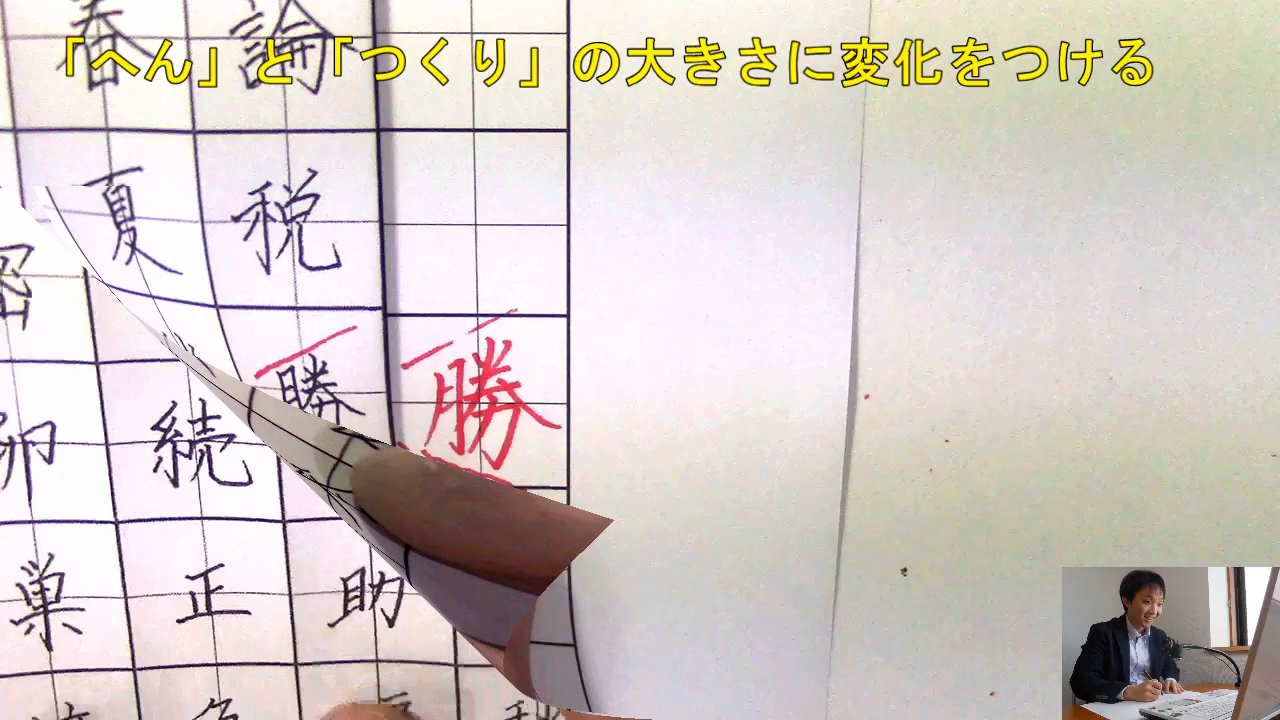 「へん」と「つくり」の大きさに変化をつける
春 論
夏 税
勝 勝
卵 続
巣 正 助